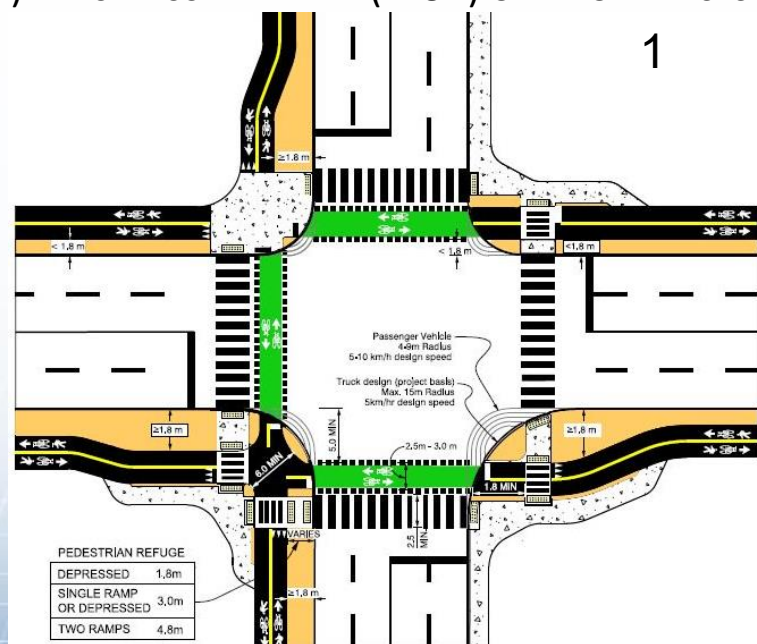 1
≥1.8 m
< 1.8 m
< 1.8 m
<1.8 m
Passenger Vehicle
4-9m Radius
5-10 km/h design speed
Truck design (project basis)
Max. 15m Radius
5km/hr design speed
≥1.8 m
5.0 MIN
≥1.8 m
2.5m - 3.0 m
6.0 MIN
1.8 MIN
2.5 MIN
VARIES
≥1.8 m
PEDESTRIAN REFUGE
DEPRESSED 1.8m
SINGLE RAMP
OR DEPRESSED 3.0m
TWO RAMPS 4.8m